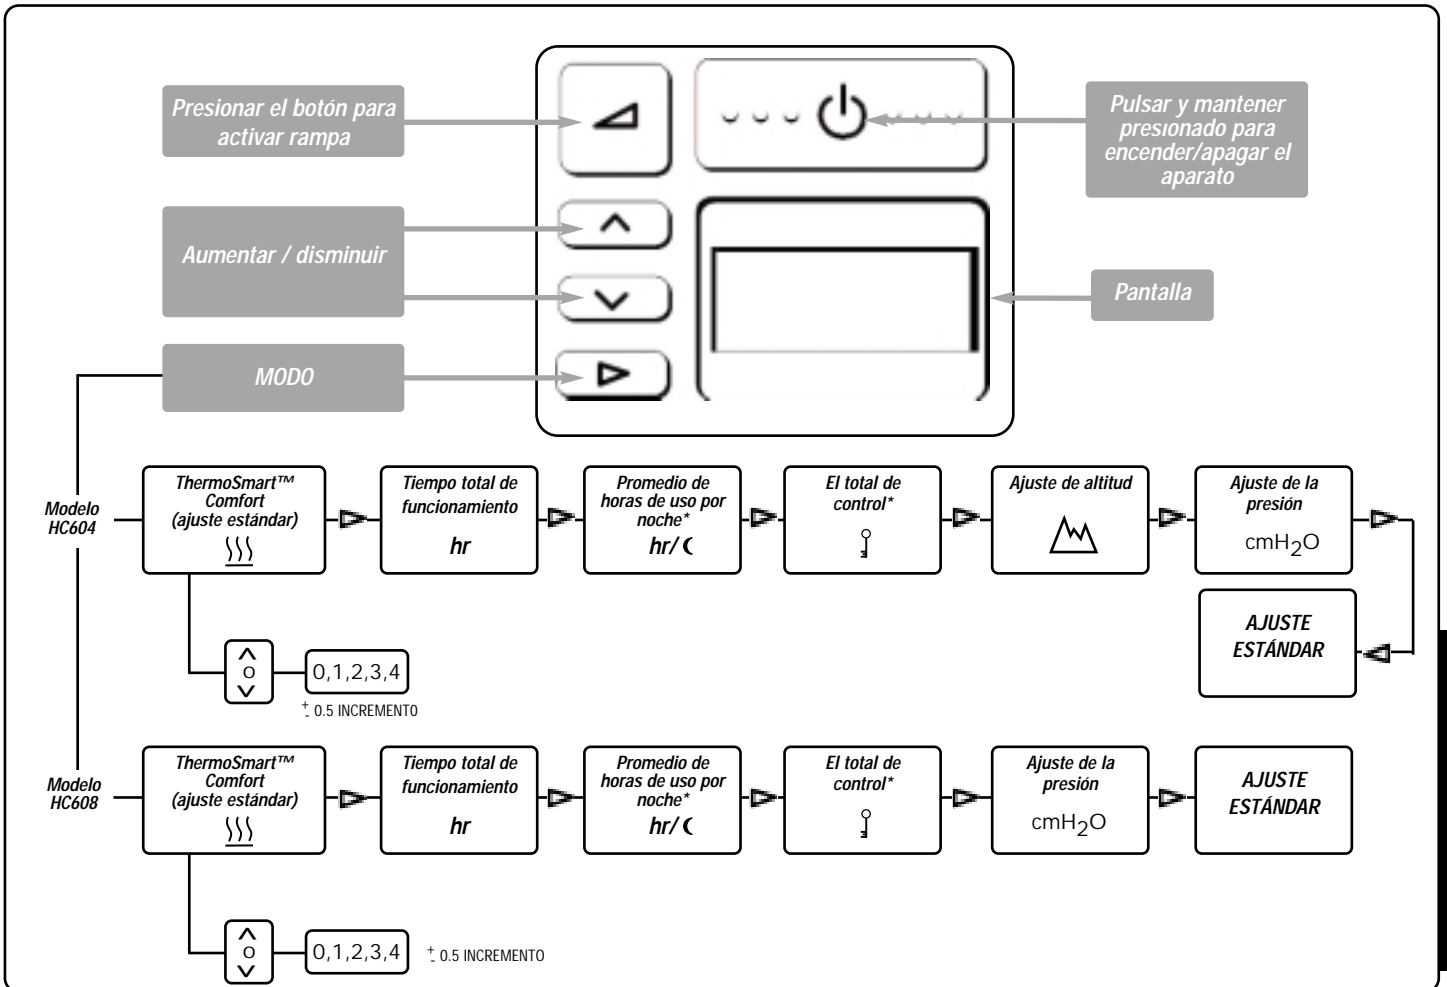 Presionar el botón para
activar rampa
Pulsar y mantener
presionado para
encender/apagar el
aparato
Aumentar / disminuir
Pantalla
MODO
Modelo
HC604
ThermoSmart™
Comfort
(ajuste estándar)
Tiempo total de
funcionamiento
hr
Promedio de
horas de uso por
noche*
hr/
El total de
control*
Ajuste de altitud
Ajuste de la
presión
cmH2O
AJUSTE
ESTÁNDAR
o
0,1,2,3,4
+- 0.5 INCREMENTO
Modelo
HC608
ThermoSmart™
Comfort
(ajuste estándar)
Tiempo total de
funcionamiento
hr
Promedio de
horas de uso por
noche*
hr/
El total de
control*
Ajuste de la
presión
cmH2O
AJUSTE
ESTÁNDAR
o
0,1,2,3,4
+- 0.5 INCREMENTO